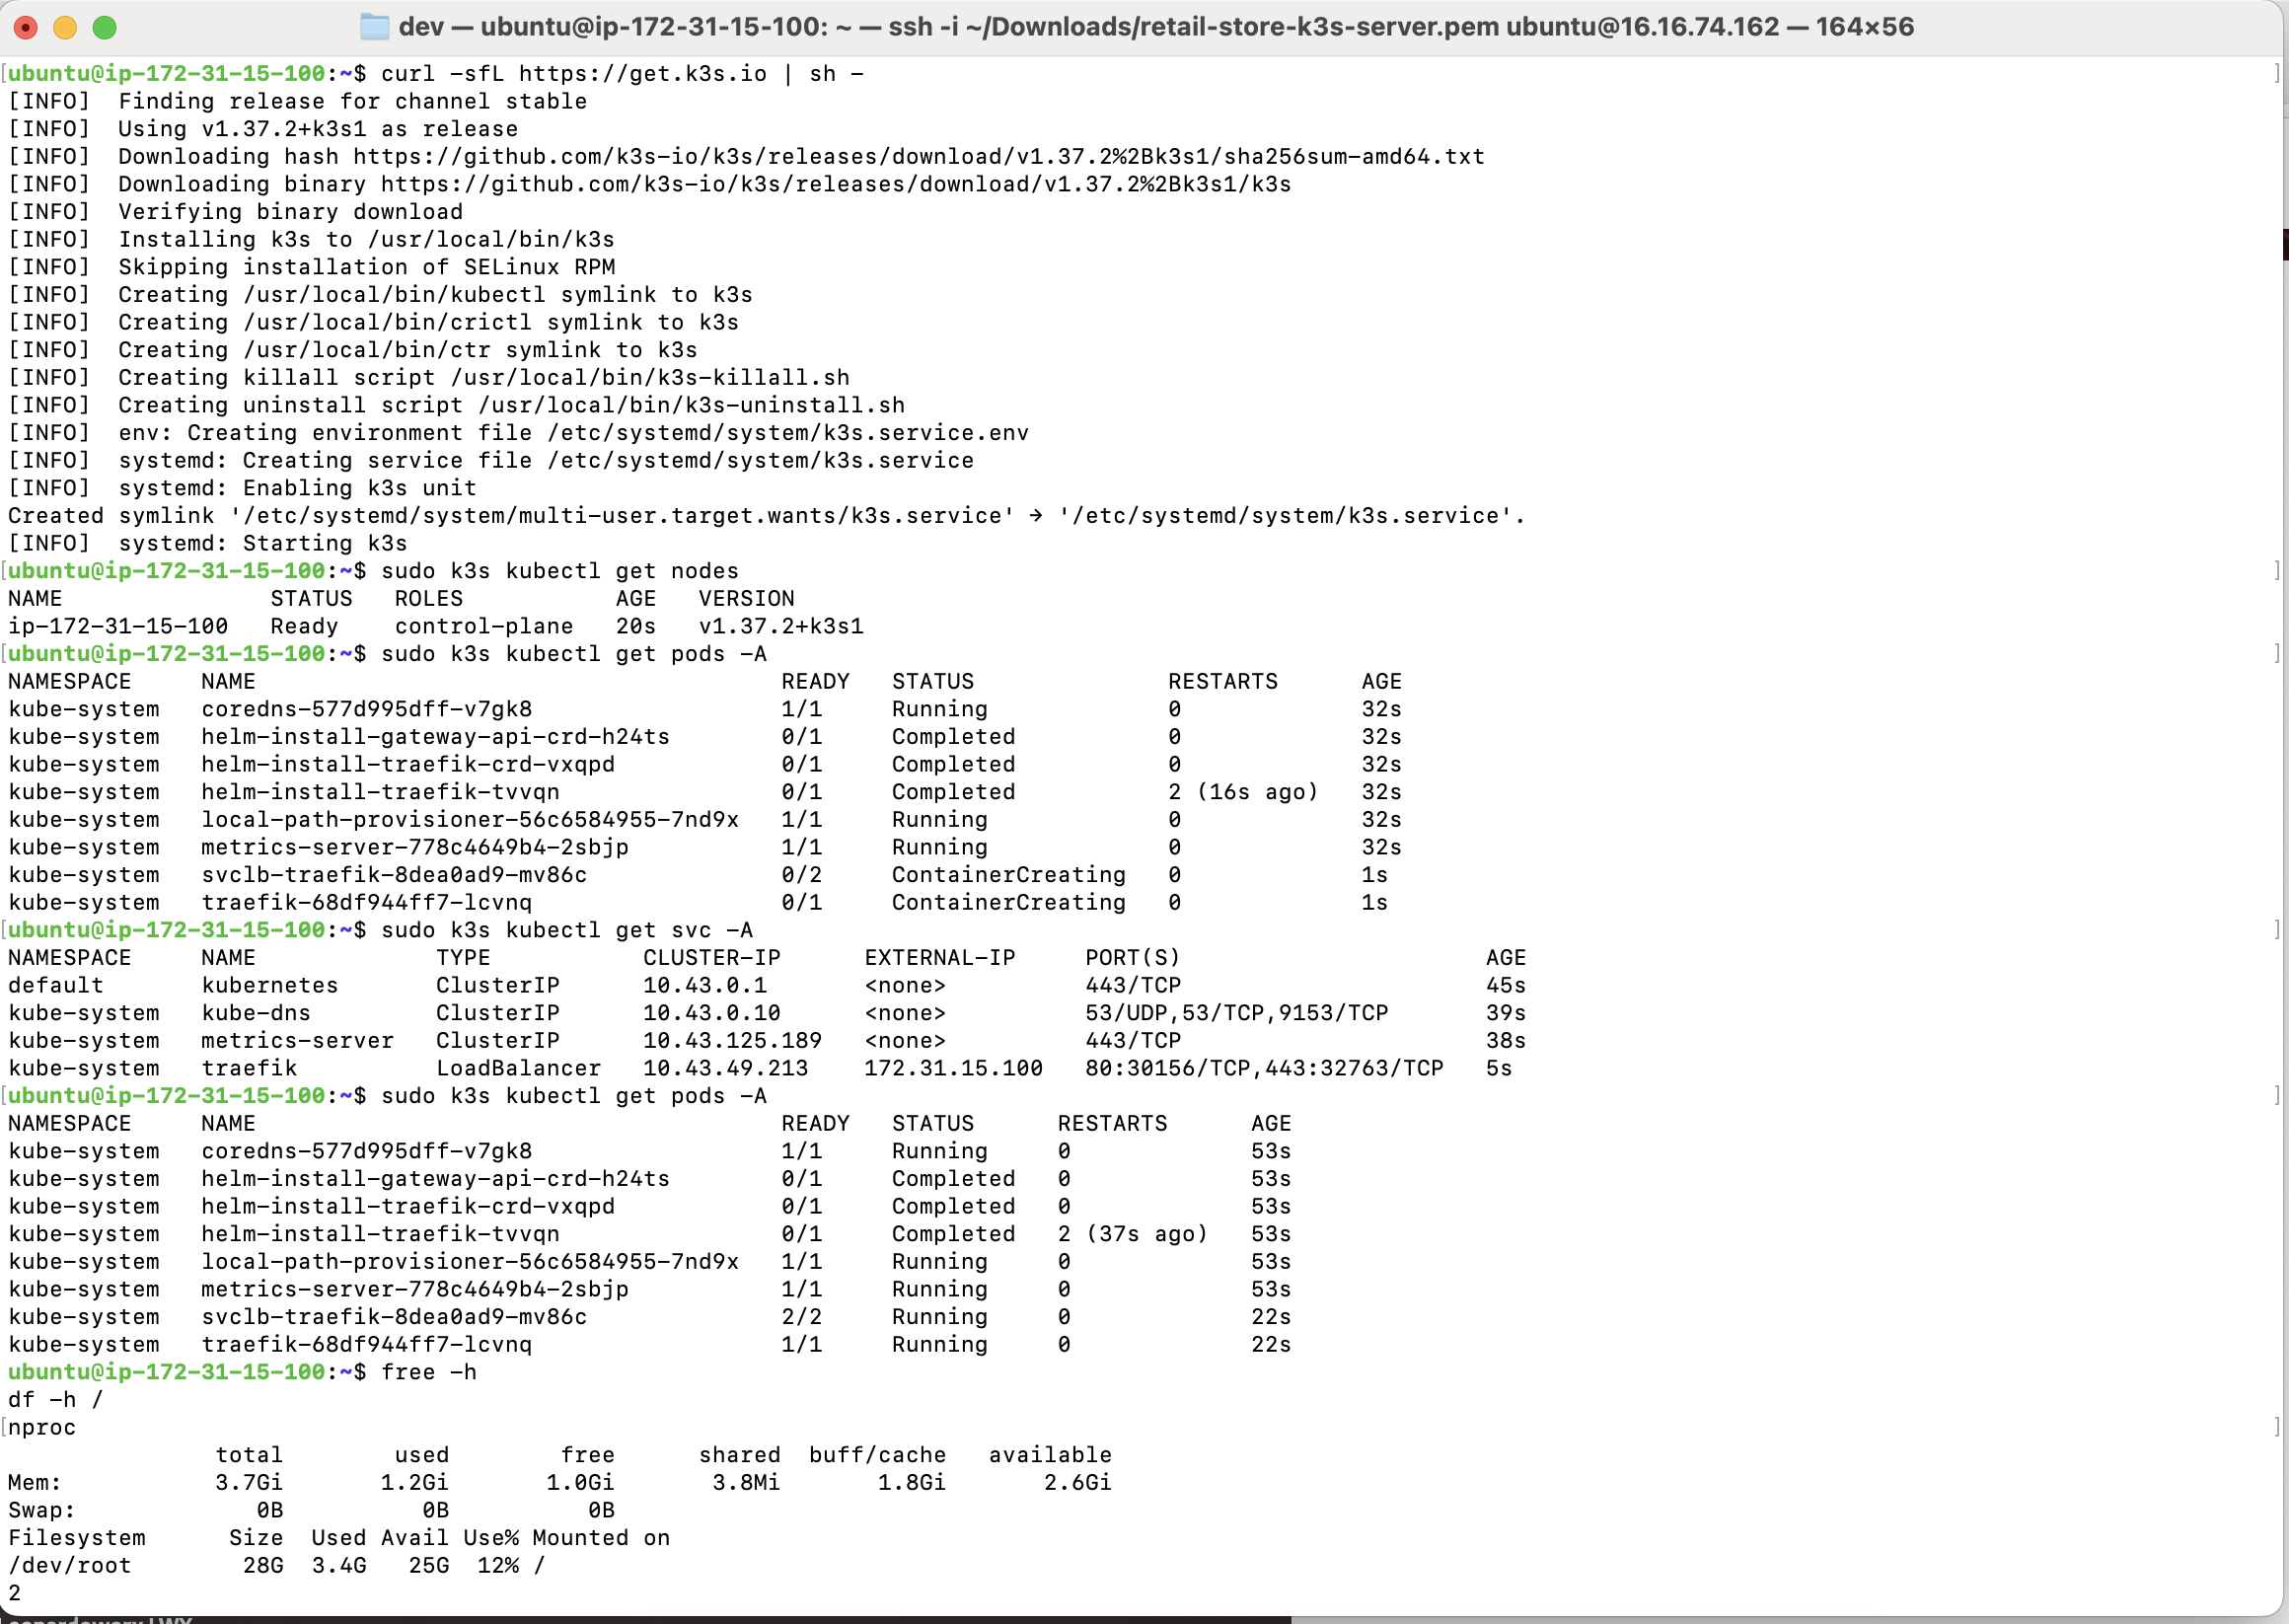 dev — ubuntu@ip-172-31-15-100: ~ — ssh -i ~/Downloads/retail-store-k3s-server.pem ubuntu@16.16.74.162 — 164×56
[ubuntu@ip-172-31-15-100:~$ curl -sfL https://get.k3s.io | sh - ]
[INFO]  Finding release for channel stable
[INFO]  Using v1.37.2+k3s1 as release
[INFO]  Downloading hash https://github.com/k3s-io/k3s/releases/download/v1.37.2%2Bk3s1/sha256sum-amd64.txt
[INFO]  Downloading binary https://github.com/k3s-io/k3s/releases/download/v1.37.2%2Bk3s1/k3s
[INFO]  Verifying binary download
[INFO]  Installing k3s to /usr/local/bin/k3s
[INFO]  Skipping installation of SELinux RPM
[INFO]  Creating /usr/local/bin/kubectl symlink to k3s
[INFO]  Creating /usr/local/bin/crictl symlink to k3s
[INFO]  Creating /usr/local/bin/ctr symlink to k3s
[INFO]  Creating killall script /usr/local/bin/k3s-killall.sh
[INFO]  Creating uninstall script /usr/local/bin/k3s-uninstall.sh
[INFO]  env: Creating environment file /etc/systemd/system/k3s.service.env
[INFO]  systemd: Creating service file /etc/systemd/system/k3s.service
[INFO]  systemd: Enabling k3s unit
Created symlink '/etc/systemd/system/multi-user.target.wants/k3s.service' → '/etc/systemd/system/k3s.service'.
[INFO]  systemd: Starting k3s
[ubuntu@ip-172-31-15-100:~$ sudo k3s kubectl get nodes ]
NAME               STATUS   ROLES           AGE   VERSION
ip-172-31-15-100   Ready    control-plane   20s   v1.37.2+k3s1
[ubuntu@ip-172-31-15-100:~$ sudo k3s kubectl get pods -A ]
NAMESPACE     NAME                                      READY   STATUS              RESTARTS      AGE
kube-system   coredns-577d995dff-v7gk8                  1/1     Running             0             32s
kube-system   helm-install-gateway-api-crd-h24ts        0/1     Completed           0             32s
kube-system   helm-install-traefik-crd-vxqpd            0/1     Completed           0             32s
kube-system   helm-install-traefik-tvvqn                0/1     Completed           2 (16s ago)   32s
kube-system   local-path-provisioner-56c6584955-7nd9x   1/1     Running             0             32s
kube-system   metrics-server-778c4649b4-2sbjp           1/1     Running             0             32s
kube-system   svclb-traefik-8dea0ad9-mv86c              0/2     ContainerCreating   0             1s
kube-system   traefik-68df944ff7-lcvnq                  0/1     ContainerCreating   0             1s
[ubuntu@ip-172-31-15-100:~$ sudo k3s kubectl get svc -A ]
NAMESPACE     NAME             TYPE           CLUSTER-IP      EXTERNAL-IP     PORT(S)                      AGE
default       kubernetes       ClusterIP      10.43.0.1       <none>          443/TCP                      45s
kube-system   kube-dns         ClusterIP      10.43.0.10      <none>          53/UDP,53/TCP,9153/TCP       39s
kube-system   metrics-server   ClusterIP      10.43.125.189   <none>          443/TCP                      38s
kube-system   traefik          LoadBalancer   10.43.49.213    172.31.15.100   80:30156/TCP,443:32763/TCP   5s
[ubuntu@ip-172-31-15-100:~$ sudo k3s kubectl get pods -A ]
NAMESPACE     NAME                                      READY   STATUS      RESTARTS      AGE
kube-system   coredns-577d995dff-v7gk8                  1/1     Running     0             53s
kube-system   helm-install-gateway-api-crd-h24ts        0/1     Completed   0             53s
kube-system   helm-install-traefik-crd-vxqpd            0/1     Completed   0             53s
kube-system   helm-install-traefik-tvvqn                0/1     Completed   2 (37s ago)   53s
kube-system   local-path-provisioner-56c6584955-7nd9x   1/1     Running     0             53s
kube-system   metrics-server-778c4649b4-2sbjp           1/1     Running     0             53s
kube-system   svclb-traefik-8dea0ad9-mv86c              2/2     Running     0             22s
kube-system   traefik-68df944ff7-lcvnq                  1/1     Running     0             22s
ubuntu@ip-172-31-15-100:~$ free -h
df -h /
[nproc ]
               total        used        free      shared  buff/cache   available
Mem:           3.7Gi       1.2Gi       1.0Gi       3.8Mi       1.8Gi       2.6Gi
Swap:             0B          0B          0B
Filesystem      Size  Used Avail Use% Mounted on
/dev/root        28G  3.4G   25G  12% /
2